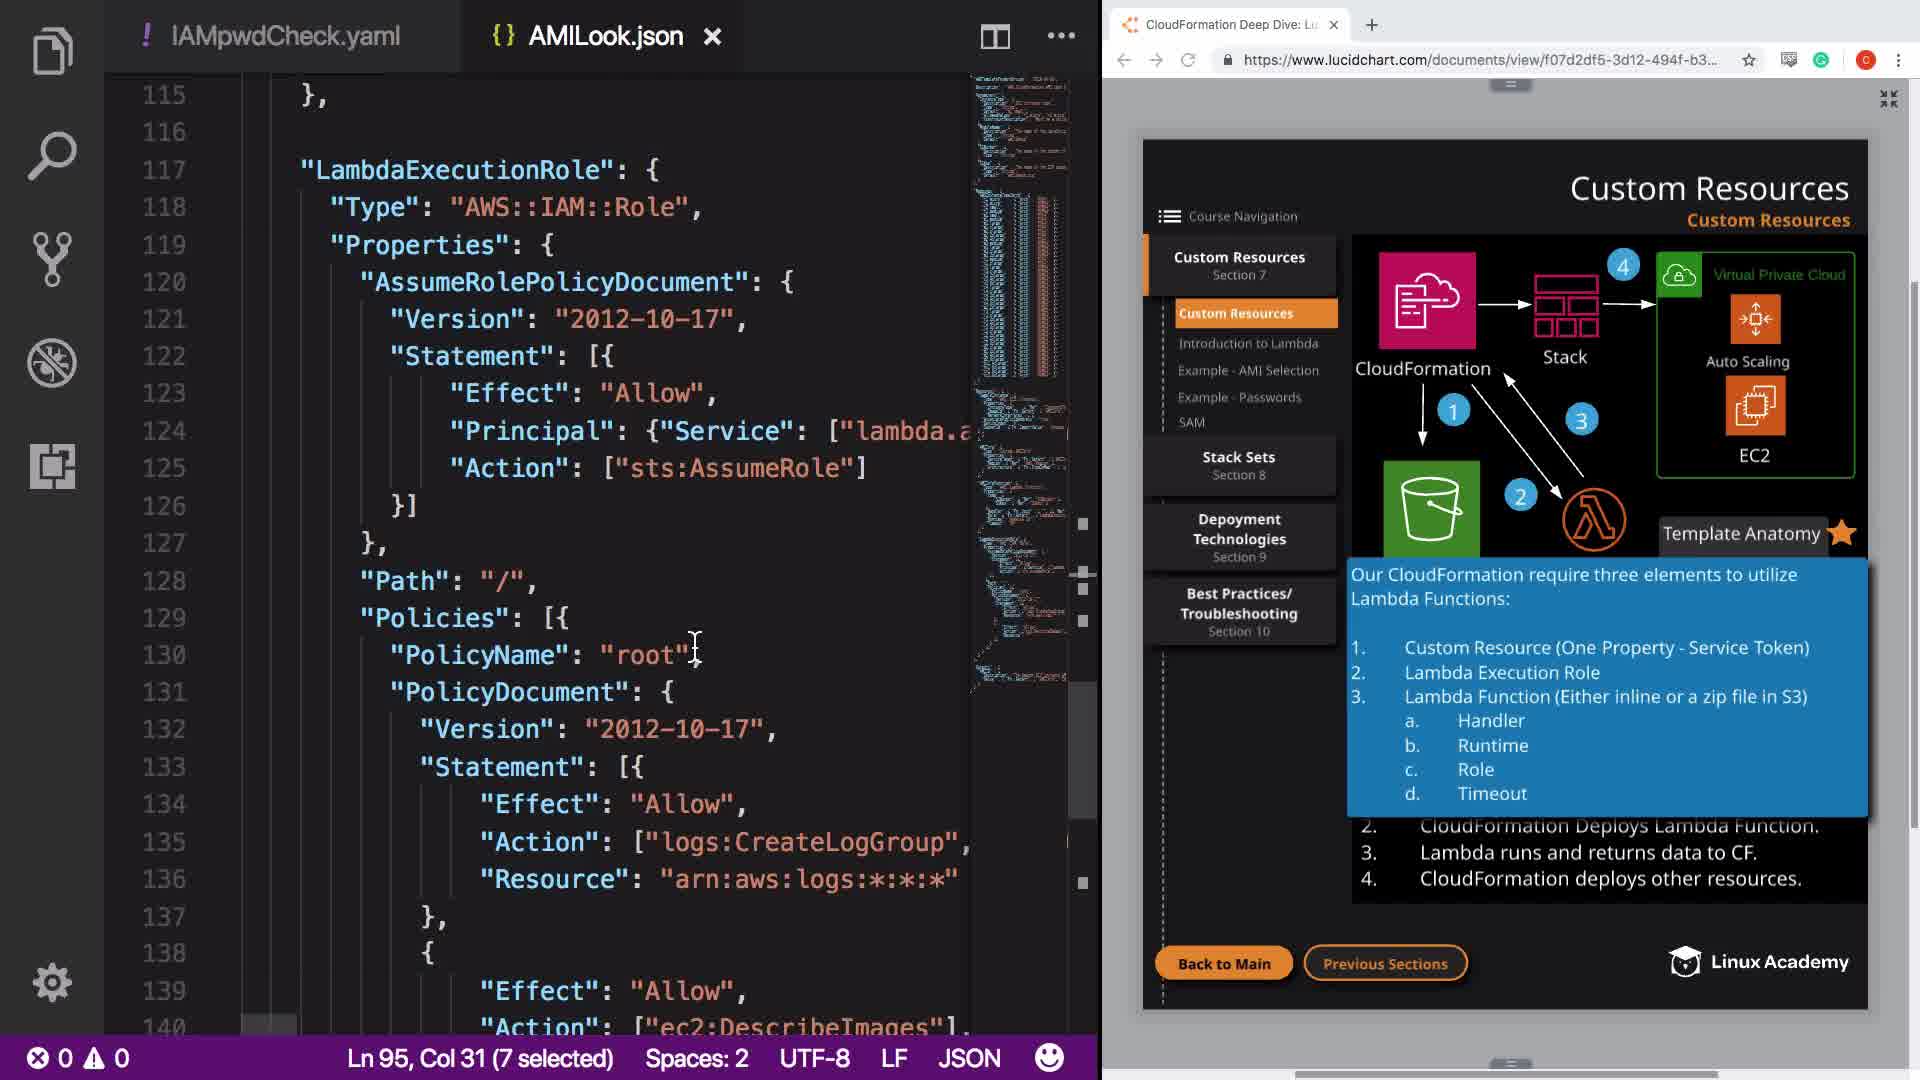 IAMpwdCheck.yaml
{} AMILook.json
115 },
116
117 "LambdaExecutionRole": {
118 "Type": "AWS::IAM::Role",
119 "Properties": {
120 "AssumeRolePolicyDocument": {
121 "Version": "2012-10-17",
122 "Statement": [{
123 "Effect": "Allow",
124 "Principal": {"Service": ["lambda.a
125 "Action": ["sts:AssumeRole"]
126 }]
127 },
128 "Path": "/",
129 "Policies": [{
130 "PolicyName": "root",
131 "PolicyDocument": {
132 "Version": "2012-10-17",
133 "Statement": [{
134 "Effect": "Allow",
135 "Action": ["logs:CreateLogGroup",
136 "Resource": "arn:aws:logs:*:*:*"
137 },
138 {
139 "Effect": "Allow",
140 "Action": ["ec2:DescribeImages"],
0 0 Ln 95, Col 31 (7 selected) Spaces: 2 UTF-8 LF JSON
CloudFormation Deep Dive: Lu
https://www.lucidchart.com/documents/view/f07d2df5-3d12-494f-b3...
C
Custom Resources
Custom Resources
Course Navigation
Custom Resources
Section 7
Custom Resources
Introduction to Lambda
Example - AMI Selection
Example - Passwords
SAM
Stack Sets
Section 8
Depoyment
Technologies
Section 9
Best Practices/
Troubleshooting
Section 10
4
Virtual Private Cloud
Stack
Auto Scaling
CloudFormation
1
3
EC2
2
Template Anatomy
Our CloudFormation require three elements to utilize
Lambda Functions:
1. Custom Resource (One Property - Service Token)
2. Lambda Execution Role
3. Lambda Function (Either inline or a zip file in S3)
a. Handler
b. Runtime
c. Role
d. Timeout
2. CloudFormation Deploys Lambda Function.
3. Lambda runs and returns data to CF.
4. CloudFormation deploys other resources.
Back to Main
Previous Sections
Linux Academy